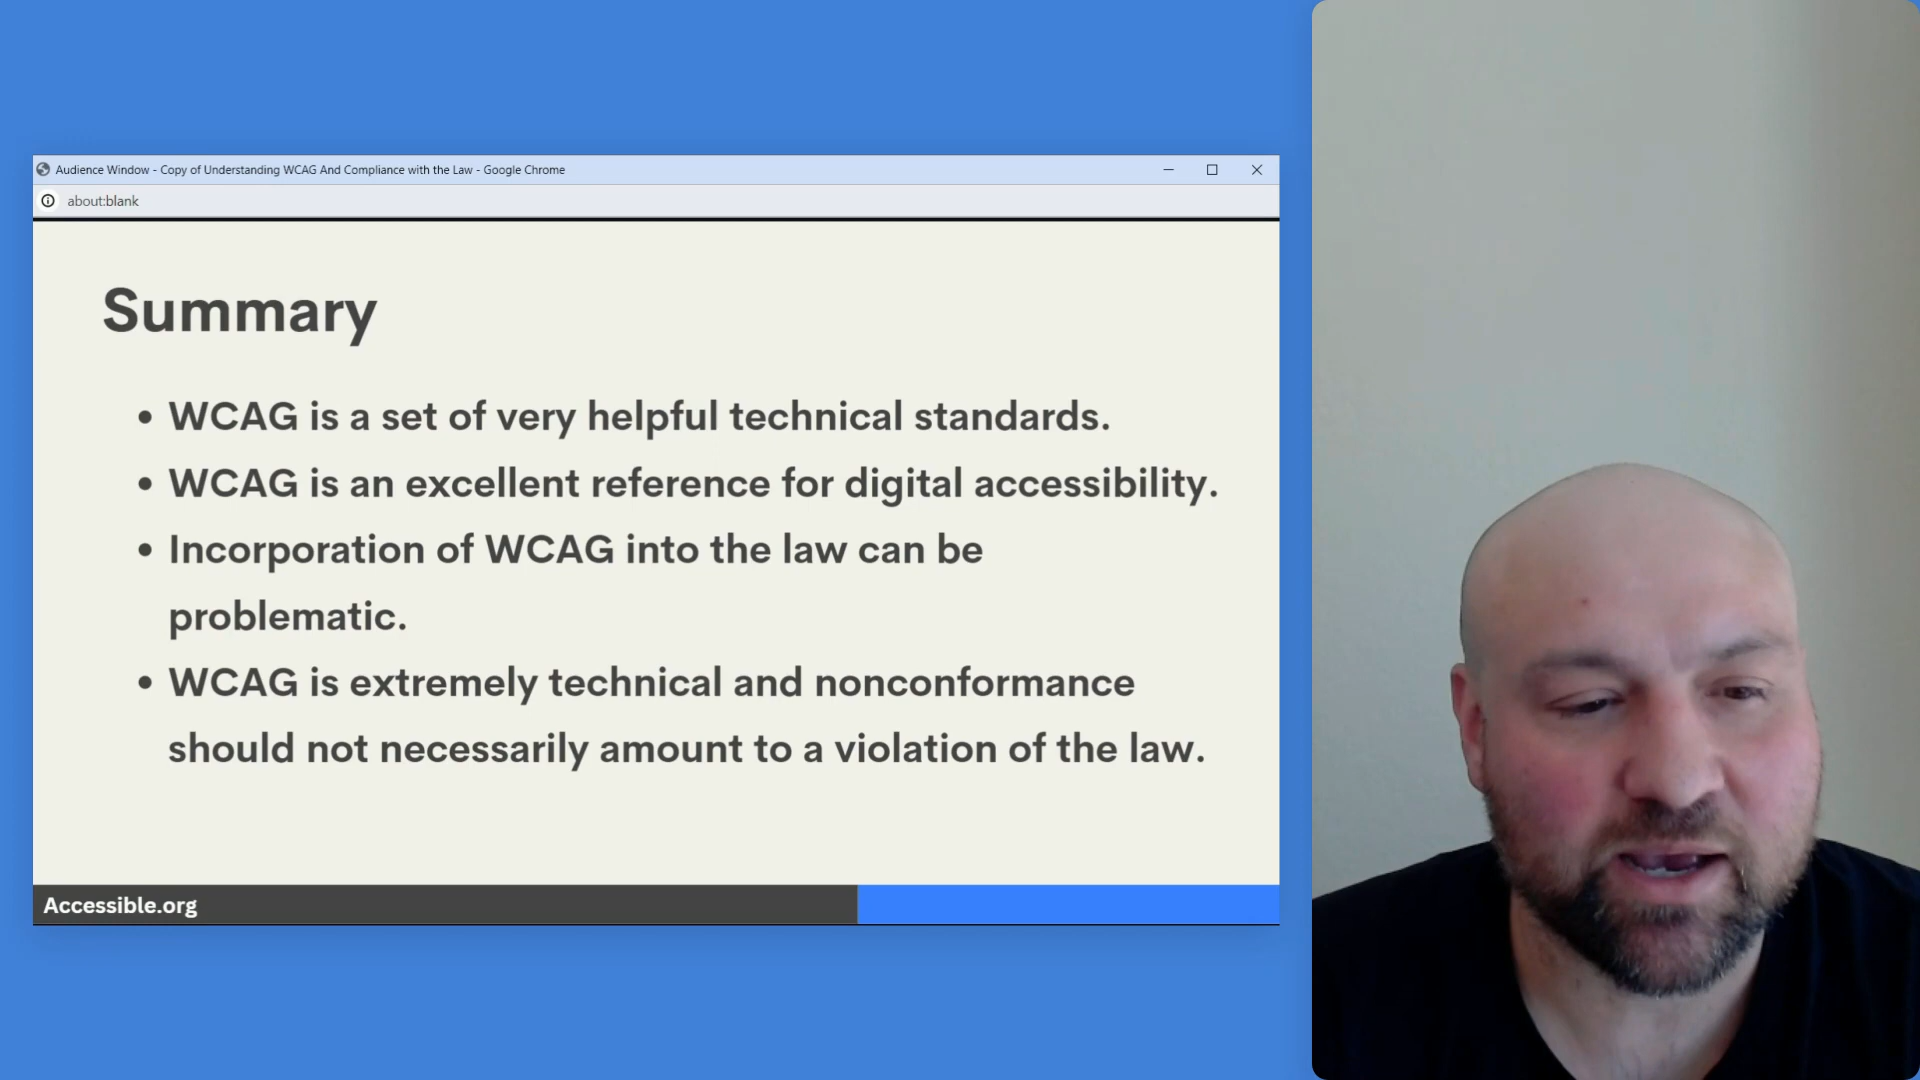 Audience Window - Copy of Understanding WCAG And Compliance with the Law - Google Chrome
about:blank
Summary
• WCAG is a set of very helpful technical standards.
• WCAG is an excellent reference for digital accessibility.
• Incorporation of WCAG into the law can be
problematic.
• WCAG is extremely technical and nonconformance
should not necessarily amount to a violation of the law.
Accessible.org